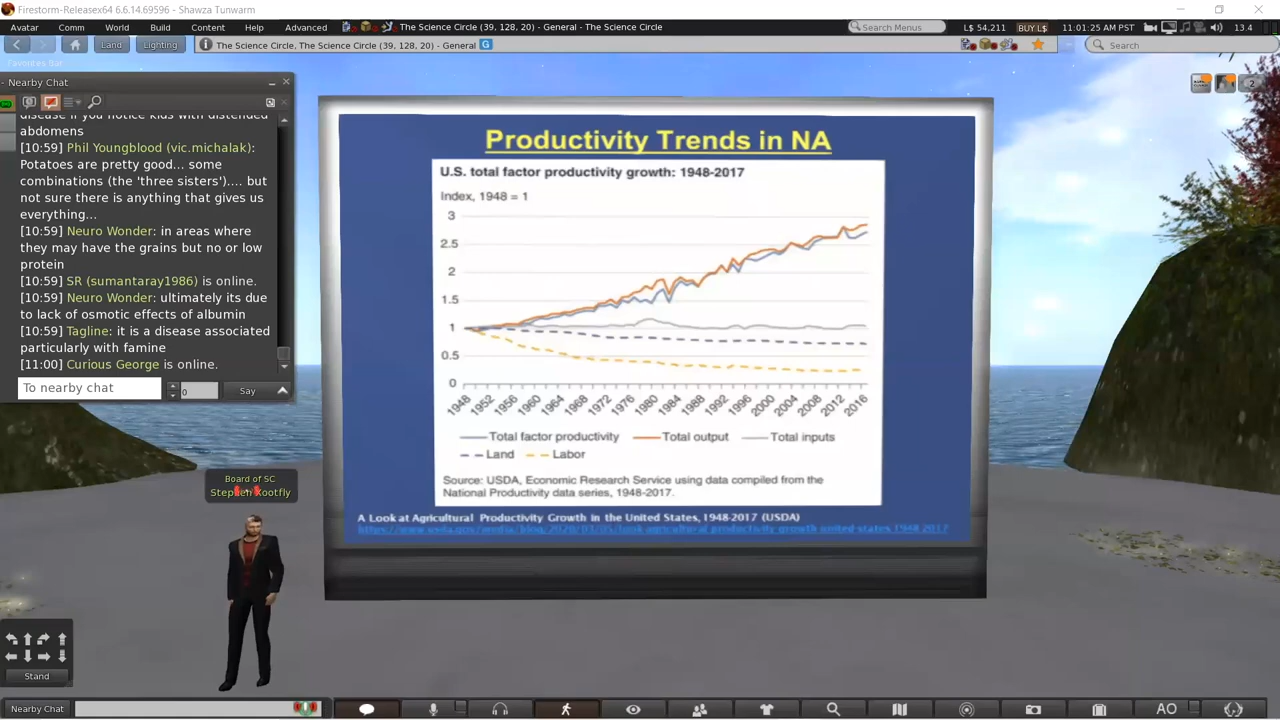 Firestorm-Releasex64 6.6.14.69596 - Shawza Tunwarm
Avatar Comm World Build Content Help Advanced The Science Circle (39, 128, 20) - General - The Science Circle Search Menus L$ 54,211 BUY L$ 11:01:25 AM PST 13.4
Land Lighting The Science Circle, The Science Circle (39, 128, 20) - General G Search
Favorites Bar
Nearby Chat
2
disease if you notice kids with distended
abdomens
[10:59] Phil Youngblood (vic.michalak):
Potatoes are pretty good... some
combinations (the 'three sisters').... but
not sure there is anything that gives us
everything...
[10:59] Neuro Wonder: in areas where
they may have the grains but no or low
protein
[10:59] SR (sumantaray1986) is online.
[10:59] Neuro Wonder: ultimately its due
to lack of osmotic effects of albumin
[10:59] Tagline: it is a disease associated
particularly with famine
[11:00] Curious George is online.
To nearby chat 0 Say
Productivity Trends in NA
U.S. total factor productivity growth: 1948-2017
Index, 1948 = 1
3
2.5
2
1.5
1
0.5
0
1948 1952 1956 1960 1964 1968 1972 1976 1980 1984 1988 1992 1996 2000 2004 2008 2012 2016
Total factor productivity Total output Total inputs
Land Labor
Source: USDA, Economic Research Service using data compiled from the
National Productivity data series, 1948-2017.
A Look at Agricultural Productivity Growth in the United States, 1948-2017 (USDA)
Board of SC
Stephen Xootfly
Stand
Nearby Chat AO